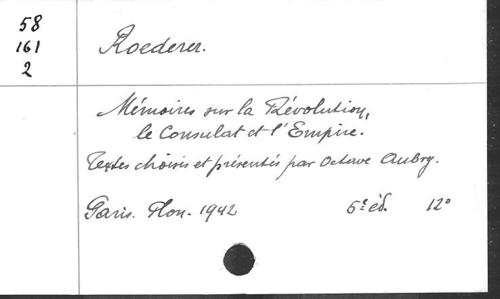 58
161
2
Roederer.
Mémoires sur la Révolution,
le Consulat et l'Empire.
Textes choisis et présentés par Octave Aubry.
Paris. Plon. 1942 6e éd. 12°